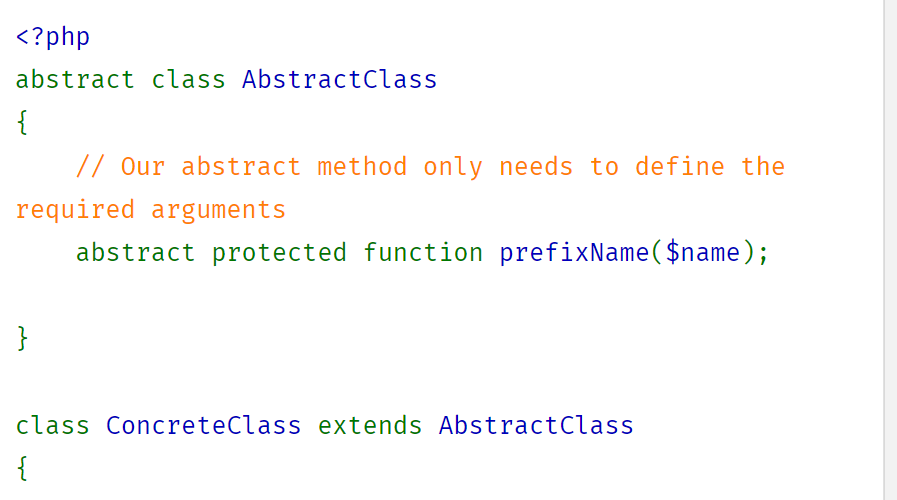 <?php
abstract class AbstractClass
{
    // Our abstract method only needs to define the
required arguments
    abstract protected function prefixName($name);
}
class ConcreteClass extends AbstractClass
{